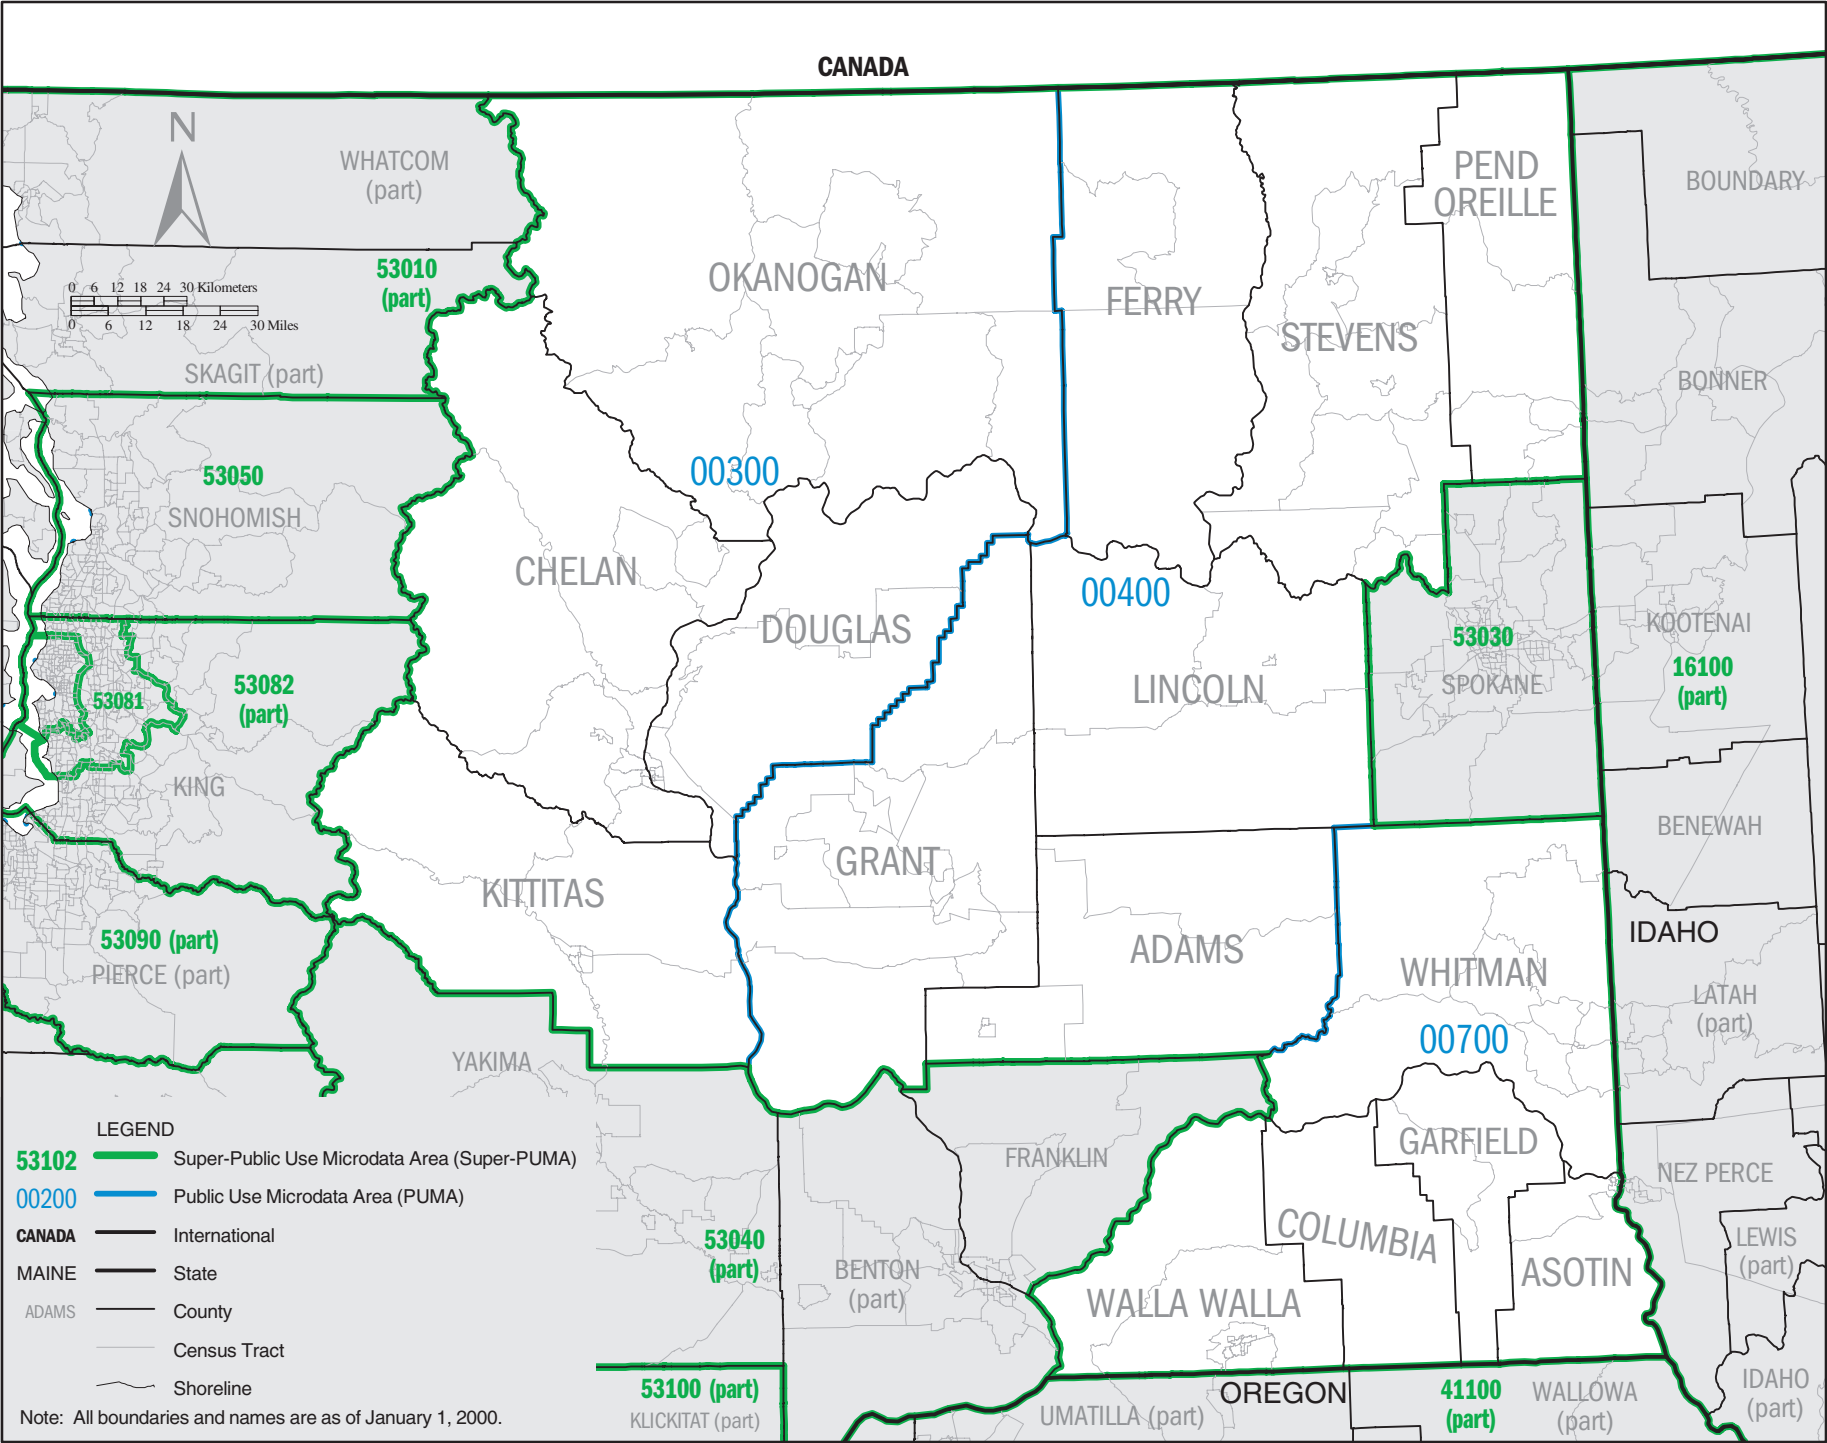 CANADA
N
WHATCOM
(part)
PEND
OREILLE
BOUNDARY
53010
(part)
OKANOGAN
FERRY
STEVENS
0 6 12 18 24 30 Kilometers
0 6 12 18 24 30 Miles
SKAGIT (part)
BONNER
53050
SNOHOMISH
00300
CHELAN
00400
DOUGLAS
53030
KOOTENAI
53082
(part)
53081
LINCOLN
SPOKANE
16100
(part)
KING
BENEWAH
GRANT
KITTITAS
IDAHO
53090 (part)
PIERCE (part)
ADAMS
WHITMAN
LATAH
(part)
00700
YAKIMA
LEGEND
53102 Super-Public Use Microdata Area (Super-PUMA)
00200 Public Use Microdata Area (PUMA)
CANADA International
MAINE State
ADAMS County
Census Tract
Shoreline
Note: All boundaries and names are as of January 1, 2000.
FRANKLIN
GARFIELD
NEZ PERCE
53040
(part)
COLUMBIA
LEWIS
(part)
BENTON
(part)
ASOTIN
WALLA WALLA
53100 (part)
KLICKITAT (part)
OREGON
UMATILLA (part)
41100
(part)
WALLOWA
(part)
IDAHO
(part)